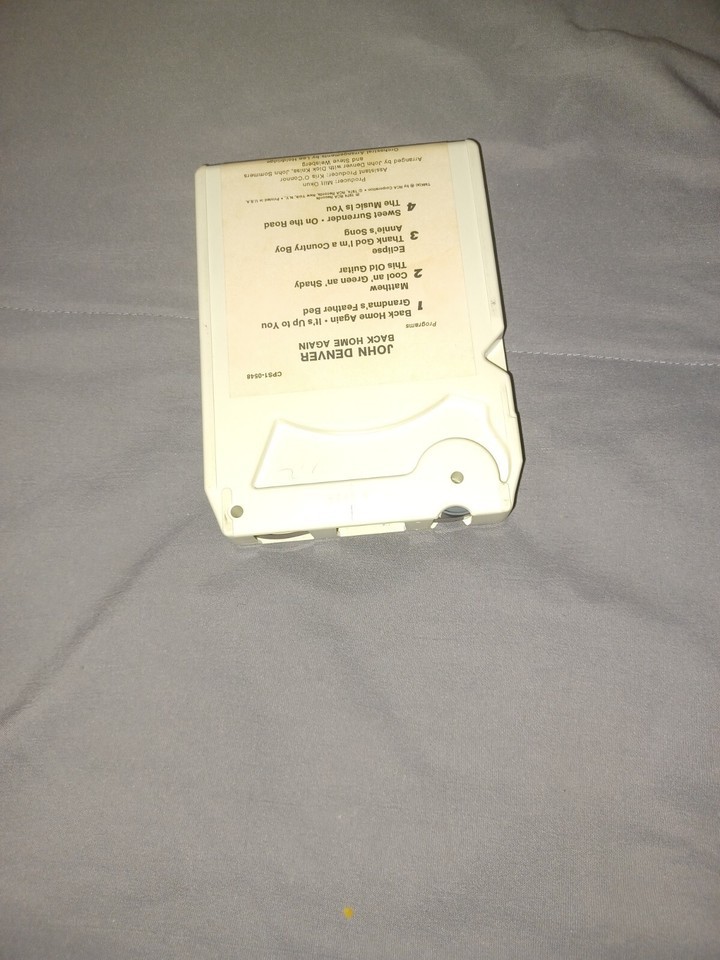 CPS1-0548
JOHN DENVER
BACK HOME AGAIN
Programs
1 Back Home Again • It's Up to You
Grandma's Feather Bed
Matthew
2 Cool an' Green an' Shady
This Old Guitar
Eclipse
3 Thank God I'm a Country Boy
Annie's Song
Sweet Surrender • On the Road
4 The Music Is You
Producer: Milt Okun
Assistant Producer: Kris O'Connor
Arranged by John Denver with Dick Kniss, John Sommers
and Steve Weisberg